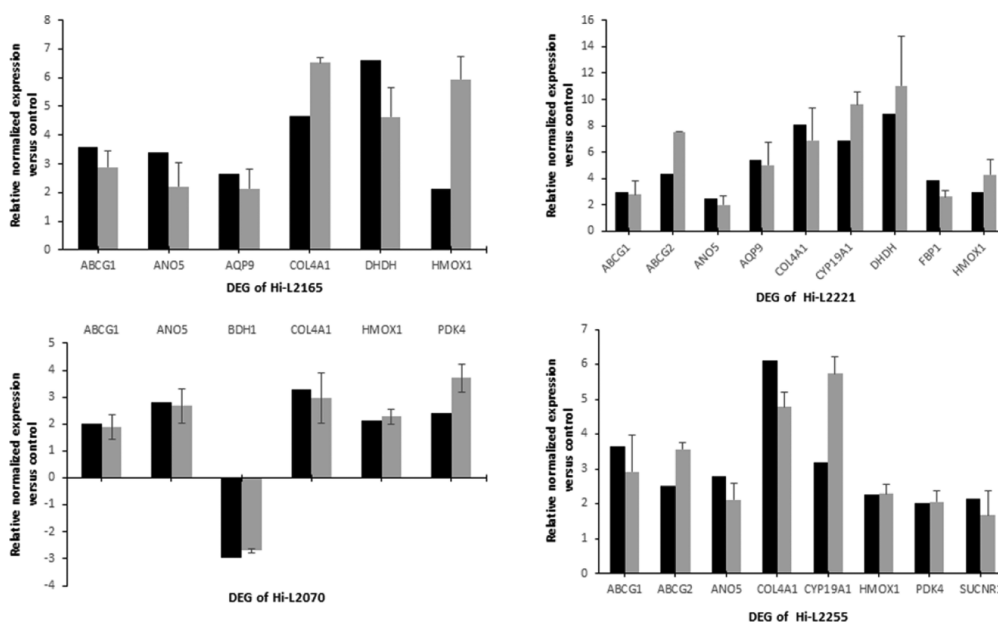 Relative normalized expression
versus control
8
7
6
5
4
3
2
1
0
ABCG1 ANO5 AQP9 COL4A1 DHDH HMOX1
DEG of Hi-L2165
Relative normalized expression
versus control
16
14
12
10
8
6
4
2
0
ABCG1 ABCG2 ANO5 AQP9 COL4A1 CYP19A1 DHDH FBP1 HMOX1
DEG of Hi-L2221
ABCG1 ANO5 BDH1 COL4A1 HMOX1 PDK4
Relative normalized expression
versus control
5
4
3
2
1
0
-1
-2
-3
-4
DEG of Hi-L2070
Relative normalized expression
versus control
7
6
5
4
3
2
1
0
ABCG1 ABCG2 ANO5 COL4A1 CYP19A1 HMOX1 PDK4 SUCNR1
DEG of Hi-L2255